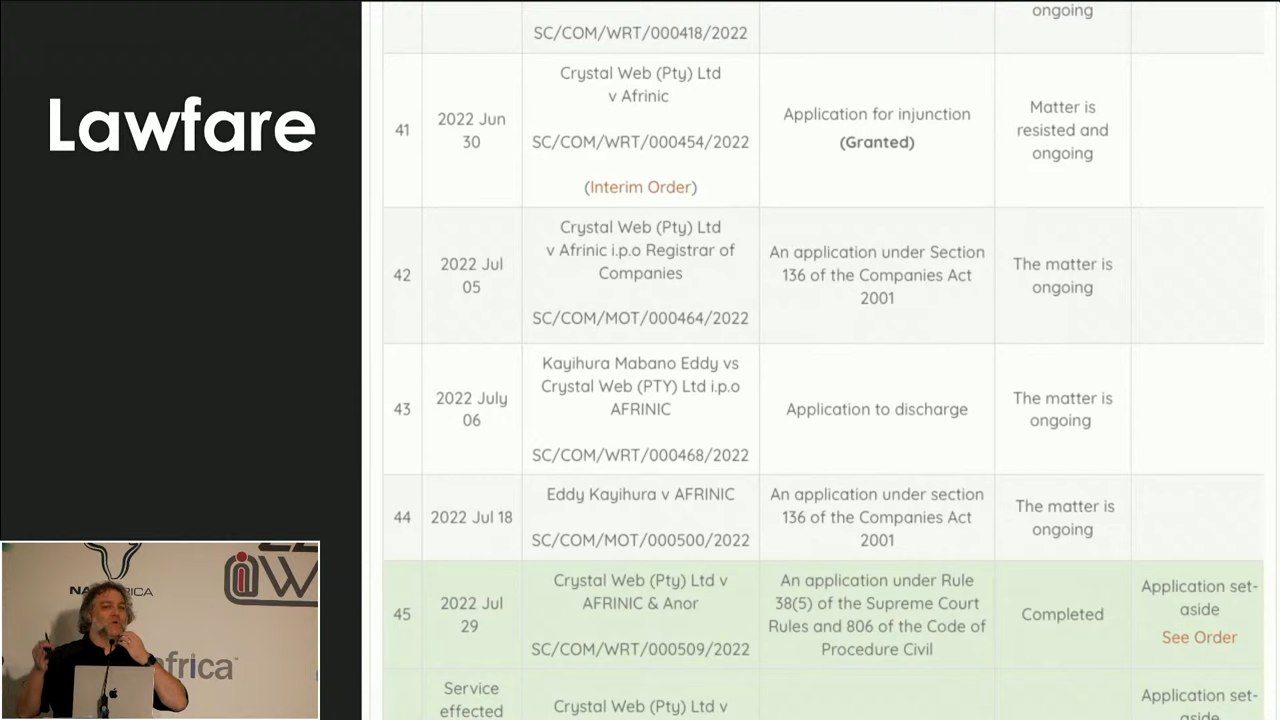 Lawfare
ongoing
SC/COM/WRT/000418/2022
41
2022 Jun
30
Crystal Web (Pty) Ltd
v Afrinic
SC/COM/WRT/000454/2022
(Interim Order)
Application for injunction
(Granted)
Matter is
resisted and
ongoing
42
2022 Jul
05
Crystal Web (Pty) Ltd
v Afrinic i.p.o Registrar of
Companies
SC/COM/MOT/000464/2022
An application under Section
136 of the Companies Act
2001
The matter is
ongoing
43
2022 July
06
Kayihura Mabano Eddy vs
Crystal Web (PTY) Ltd i.p.o
AFRINIC
SC/COM/WRT/000468/2022
Application to discharge
The matter is
ongoing
44
2022 Jul 18
Eddy Kayihura v AFRINIC
SC/COM/MOT/000500/2022
An application under section
136 of the Companies Act
2001
The matter is
ongoing
45
2022 Jul
29
Crystal Web (Pty) Ltd v
AFRINIC & Anor
SC/COM/WRT/000509/2022
An application under Rule
38(5) of the Supreme Court
Rules and 806 of the Code of
Procedure Civil
Completed
Application set-
aside
See Order
Service
effected
Crystal Web (Pty) Ltd v
Application set-
aside